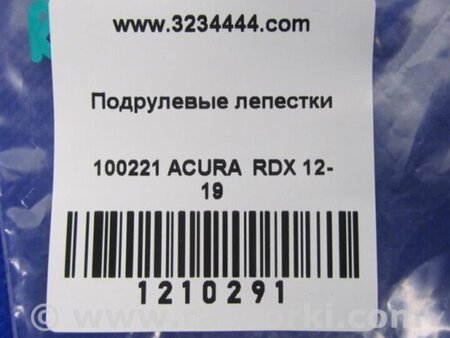 www.3234444.com
Подрулевые лепестки
100221 ACURA RDX 12-
19
1210291